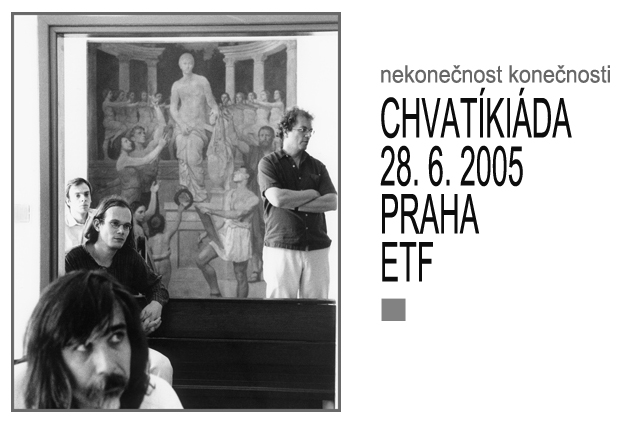 nekonečnost konečnosti
CHVATÍKIÁDA
28. 6. 2005
PRAHA
ETF